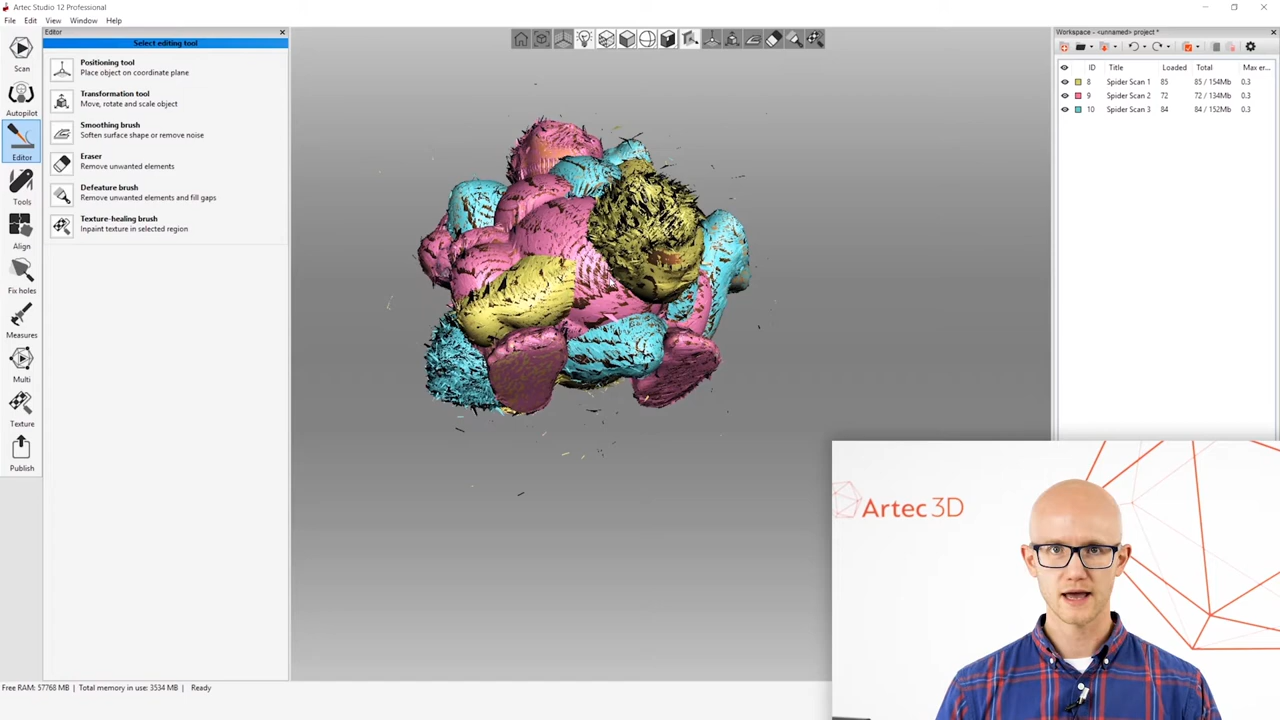 Artec Studio 12 Professional
File Edit View Window Help
Editor
Select editing tool
Scan
Autopilot
Editor
Tools
Align
Fix holes
Measures
Multi
Texture
Publish
Positioning tool
Place object on coordinate plane
Transformation tool
Move, rotate and scale object
Smoothing brush
Soften surface shape or remove noise
Eraser
Remove unwanted elements
Defeature brush
Remove unwanted elements and fill gaps
Texture-healing brush
Inpaint texture in selected region
Workspace - <unnamed> project *
ID Title Loaded Total Max er...
8 Spider Scan 1 85 85 / 154Mb 0.3
9 Spider Scan 2 72 72 / 134Mb 0.3
10 Spider Scan 3 84 84 / 152Mb 0.3
Artec 3D
Free RAM: 57768 MB | Total memory in use: 3534 MB | Ready